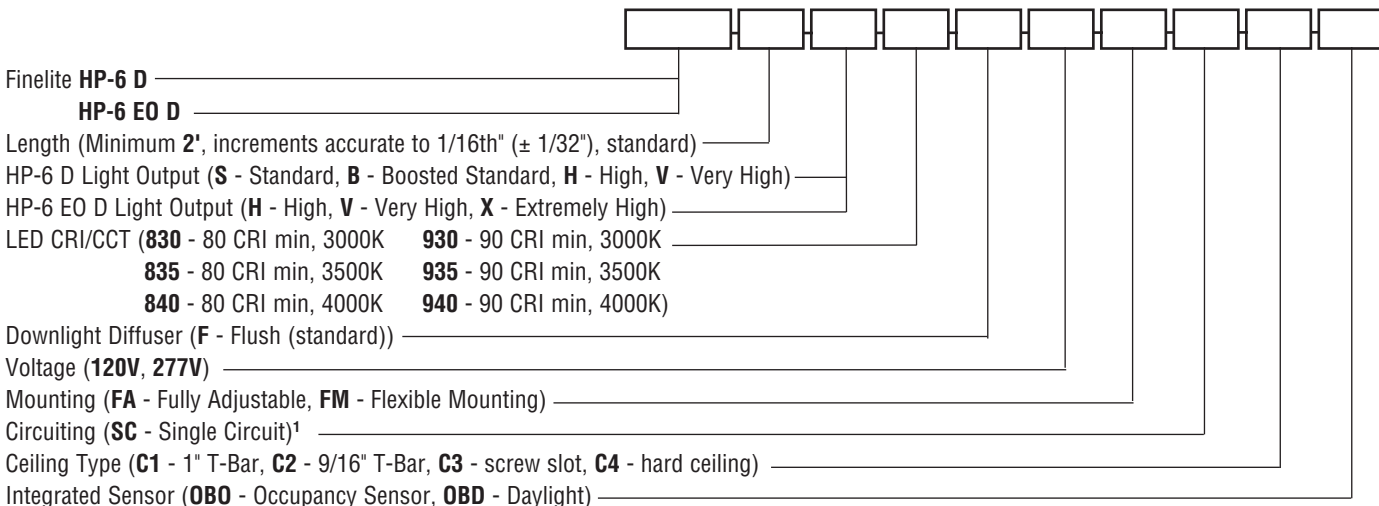 Finelite HP-6 D
HP-6 EO D
Length (Minimum 2', increments accurate to 1/16th" (± 1/32"), standard)
HP-6 D Light Output (S - Standard, B - Boosted Standard, H - High, V - Very High)
HP-6 EO D Light Output (H - High, V - Very High, X - Extremely High)
LED CRI/CCT (830 - 80 CRI min, 3000K 930 - 90 CRI min, 3000K
835 - 80 CRI min, 3500K 935 - 90 CRI min, 3500K
840 - 80 CRI min, 4000K 940 - 90 CRI min, 4000K)
Downlight Diffuser (F - Flush (standard))
Voltage (120V, 277V)
Mounting (FA - Fully Adjustable, FM - Flexible Mounting)
Circuiting (SC - Single Circuit)¹
Ceiling Type (C1 - 1" T-Bar, C2 - 9/16" T-Bar, C3 - screw slot, C4 - hard ceiling)
Integrated Sensor (OBO - Occupancy Sensor, OBD - Daylight)